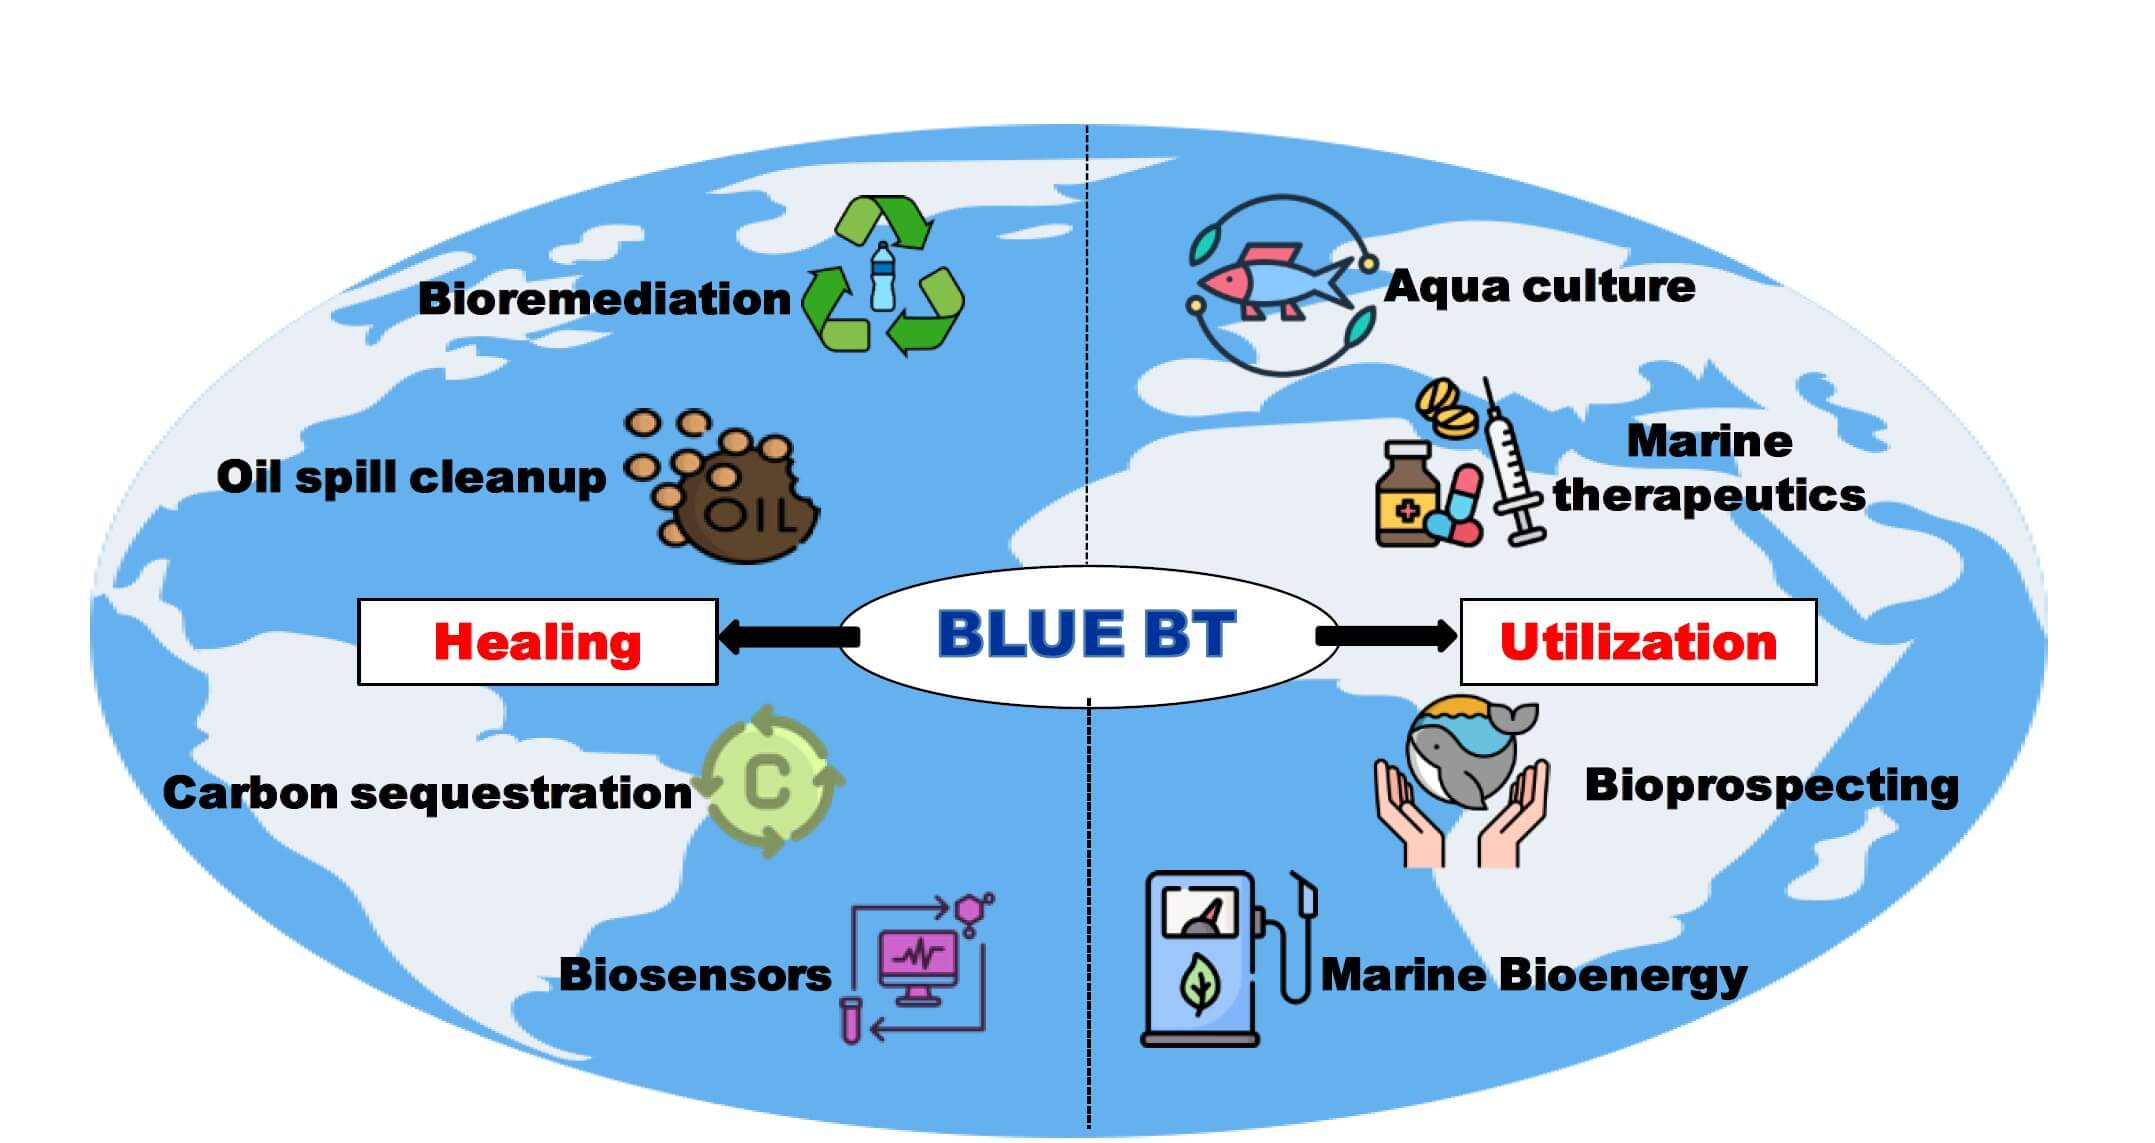 Bioremediation
Aqua culture
Oil spill cleanup
OIL
Marine
therapeutics
Healing
BLUE BT
Utilization
Carbon sequestration
C
Bioprospecting
Biosensors
Marine Bioenergy